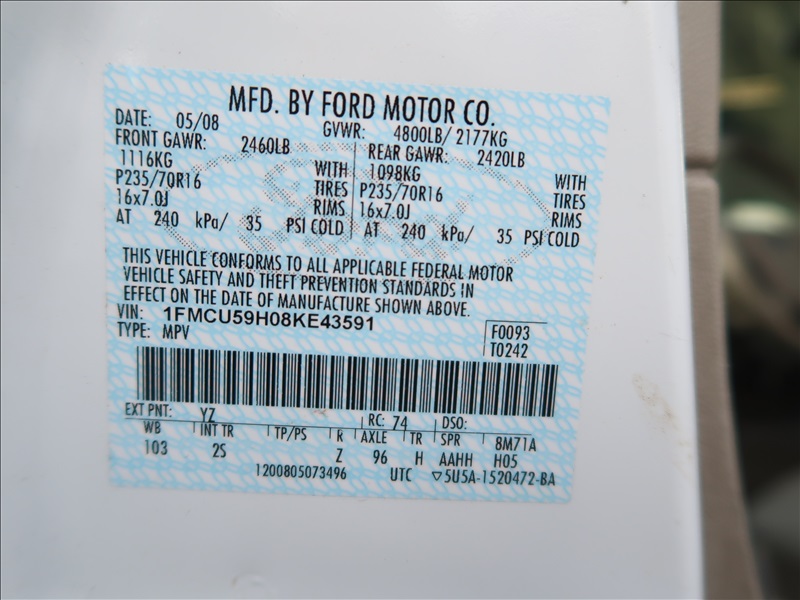 MFD. BY FORD MOTOR CO.
DATE: 05/08 GVWR: 4800LB/ 2177KG
FRONT GAWR: 2460LB REAR GAWR: 2420LB
1116KG WITH 1098KG WITH
P235/70R16 TIRES P235/70R16 TIRES
16x7.0J RIMS 16x7.0J RIMS
AT 240 kPa/ 35 PSI COLD AT 240 kPa/ 35 PSI COLD
THIS VEHICLE CONFORMS TO ALL APPLICABLE FEDERAL MOTOR
VEHICLE SAFETY AND THEFT PREVENTION STANDARDS IN
EFFECT ON THE DATE OF MANUFACTURE SHOWN ABOVE.
VIN: 1FMCU59H08KE43591
TYPE: MPV F0093
T0242
EXT PNT: YZ RC: 74 DSO:
WB INT TR TP/PS R AXLE TR SPR 8M71A
103 2S Z 96 H AAHH H05
1200805073496 UTC ▽5U5A-1520472-BA